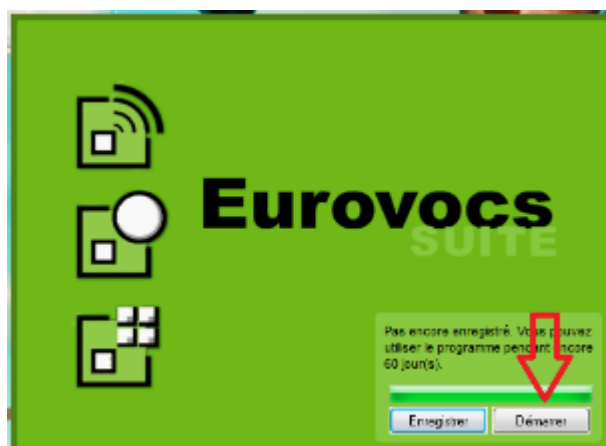 Eurovocs
SUITE
Pas encore enregistré. Vous pouvez
utiliser le programme pendant encore
60 jour(s).
Enregistrer Démarrer